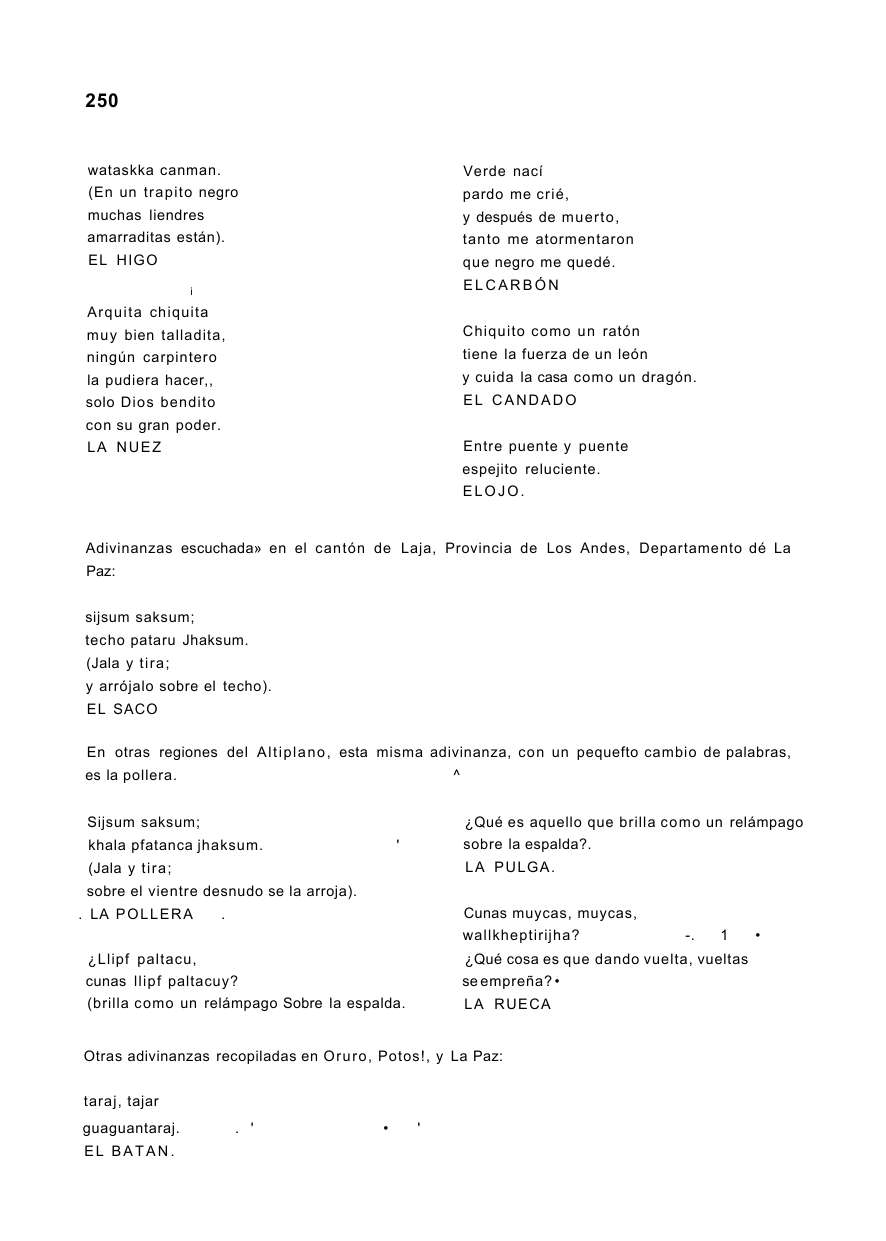 250
wataskka canman.
(En un trapito negro
muchas liendres
amarraditas están).
EL HIGO
¡
Arquita chiquita
muy bien talladita,
ningún carpintero
la pudiera hacer,,
solo Dios bendito
con su gran poder.
LA NUEZ
Verde nací
pardo me crié,
y después de muerto,
tanto me atormentaron
que negro me quedé.
ELCARBÓN
Chiquito como un ratón
tiene la fuerza de un león
y cuida la casa como un dragón.
EL CANDADO
Entre puente y puente
espejito reluciente.
ELOJO.
Adivinanzas escuchada» en el cantón de Laja, Provincia de Los Andes, Departamento dé La
Paz:
sijsum saksum;
techo pataru Jhaksum.
(Jala y tira;
y arrójalo sobre el techo).
EL SACO
En otras regiones del Altiplano, esta misma adivinanza, con un pequefto cambio de palabras,
es la pollera. ^
Sijsum saksum;
khala pfatanca jhaksum. '
(Jala y tira;
sobre el vientre desnudo se la arroja).
. LA POLLERA .
¿Llipf paltacu,
cunas llipf paltacuy?
(brilla como un relámpago Sobre la espalda.
¿Qué es aquello que brilla como un relámpago
sobre la espalda?.
LA PULGA.
Cunas muycas, muycas,
wallkheptirijha? -. 1 •
¿Qué cosa es que dando vuelta, vueltas
se empreña? •
LA RUECA
Otras adivinanzas recopiladas en Oruro, Potos!, y La Paz:
taraj, tajar
guaguantaraj. . ' • '
EL BATAN.